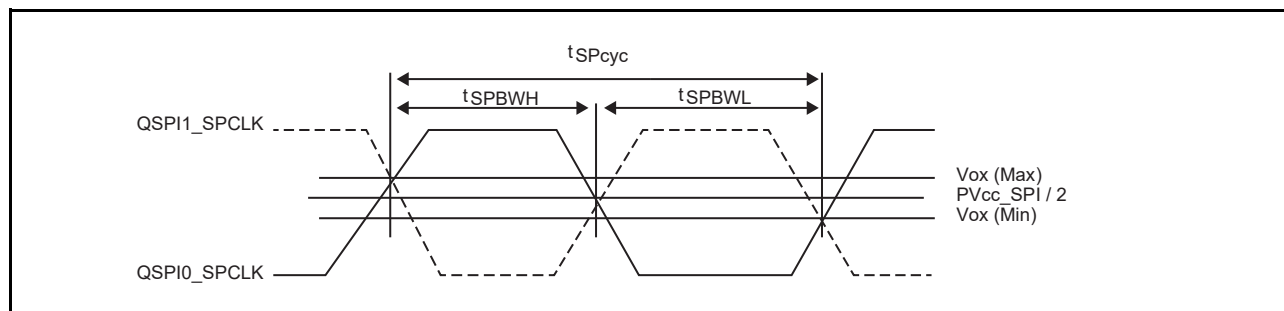 tSPcyc
tSPBWH
tSPBWL
QSPI1_SPCLK
Vox (Max)
PVcc_SPI / 2
Vox (Min)
QSPI0_SPCLK